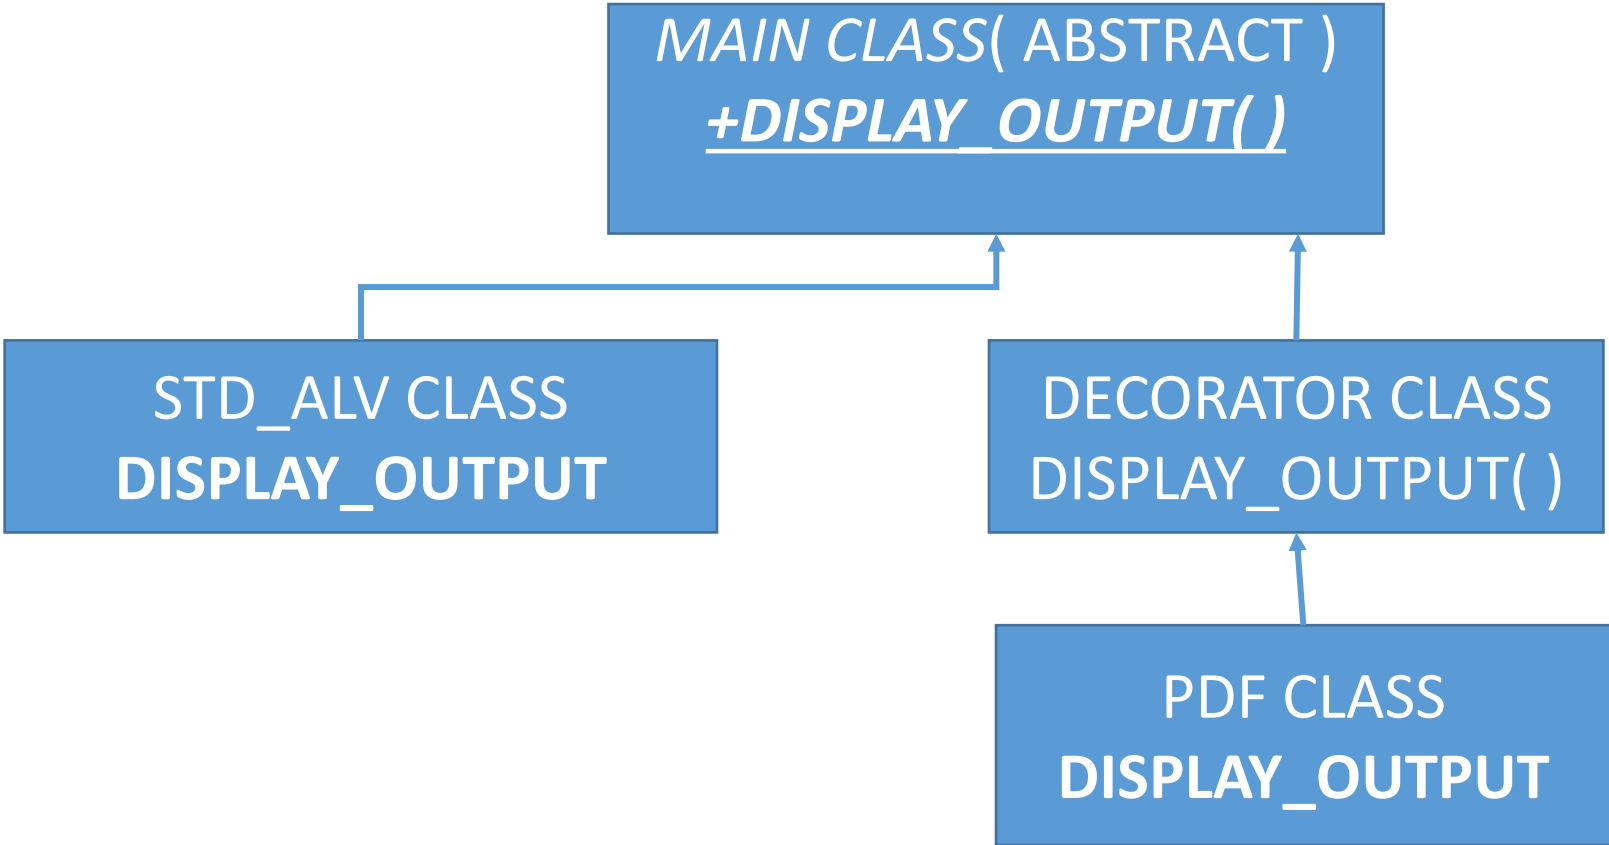 MAIN CLASS( ABSTRACT )
+DISPLAY_OUTPUT( )
STD_ALV CLASS
DISPLAY_OUTPUT
DECORATOR CLASS
DISPLAY_OUTPUT( )
PDF CLASS
DISPLAY_OUTPUT